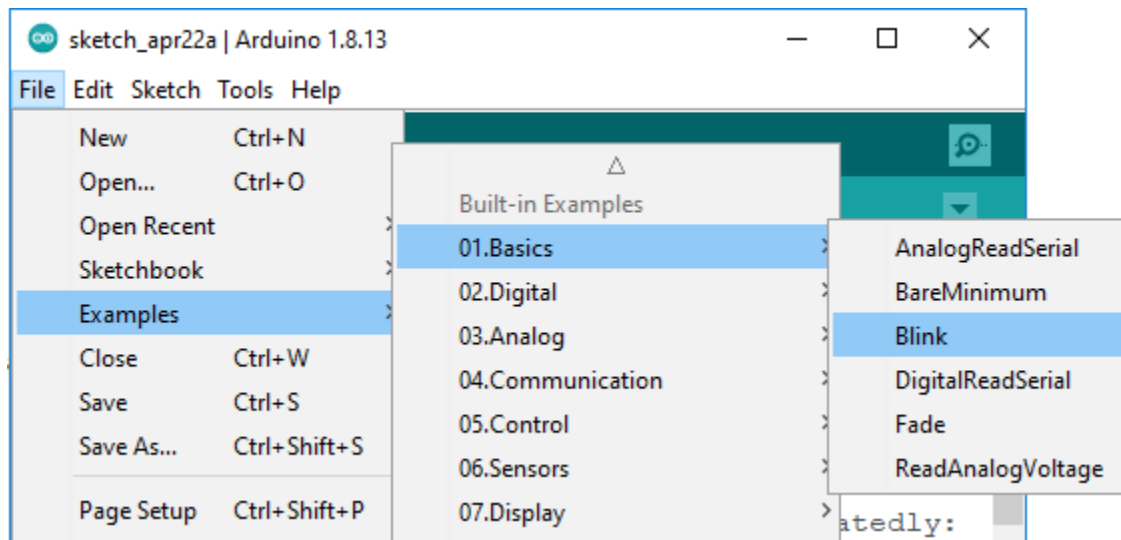 sketch_apr22a | Arduino 1.8.13
File Edit Sketch Tools Help
New Ctrl+N
Open... Ctrl+O
Open Recent
Sketchbook
Examples
Close Ctrl+W
Save Ctrl+S
Save As... Ctrl+Shift+S
Page Setup Ctrl+Shift+P
Built-in Examples
01.Basics
02.Digital
03.Analog
04.Communication
05.Control
06.Sensors
07.Display
AnalogReadSerial
BareMinimum
Blink
DigitalReadSerial
Fade
ReadAnalogVoltage
atedly: